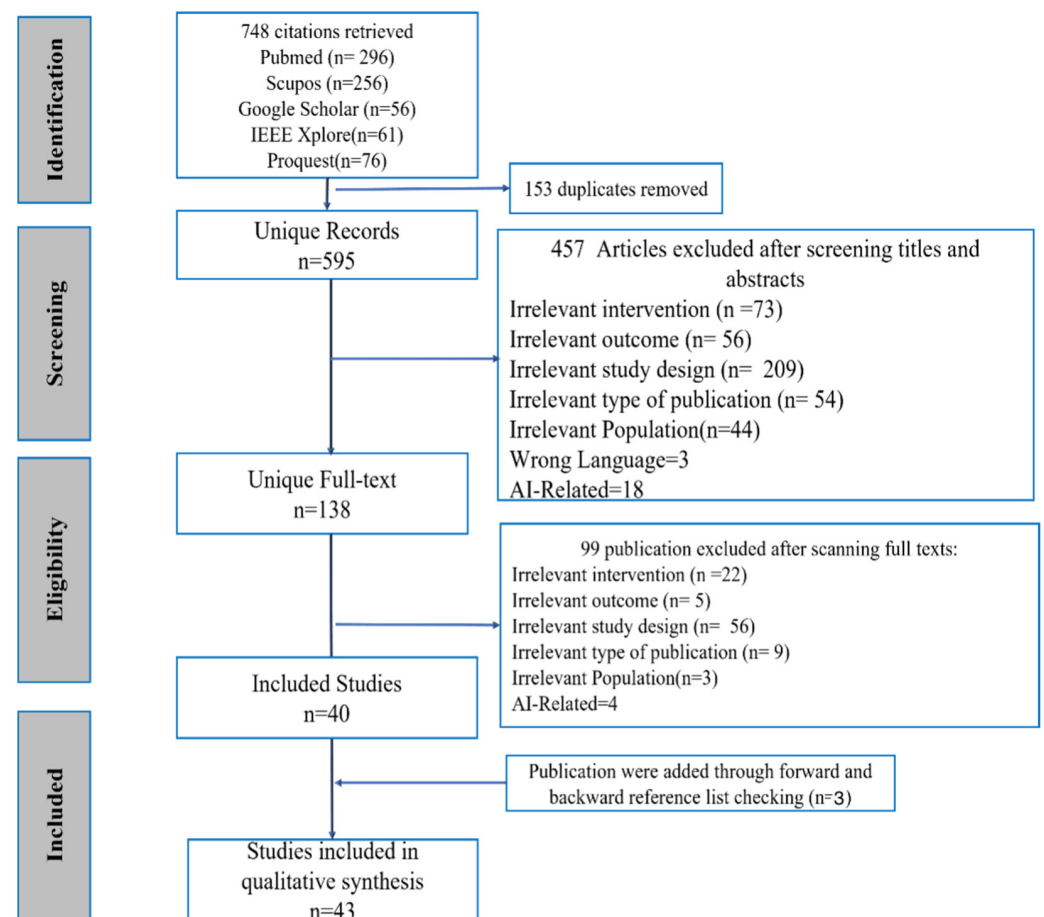 Identification
748 citations retrieved
Pubmed (n= 296)
Scupos (n=256)
Google Scholar (n=56)
IEEE Xplore(n=61)
Proquest(n=76)
153 duplicates removed
Screening
Unique Records
n=595
457 Articles excluded after screening titles and
abstracts
Irrelevant intervention (n =73)
Irrelevant outcome (n= 56)
Irrelevant study design (n= 209)
Irrelevant type of publication (n= 54)
Irrelevant Population(n=44)
Wrong Language=3
AI-Related=18
Eligibility
Unique Full-text
n=138
99 publication excluded after scanning full texts:
Irrelevant intervention (n =22)
Irrelevant outcome (n= 5)
Irrelevant study design (n= 56)
Irrelevant type of publication (n= 9)
Irrelevant Population(n=3)
AI-Related=4
Included Studies
n=40
Included
Publication were added through forward and
backward reference list checking (n=3)
Studies included in
qualitative synthesis
n=43